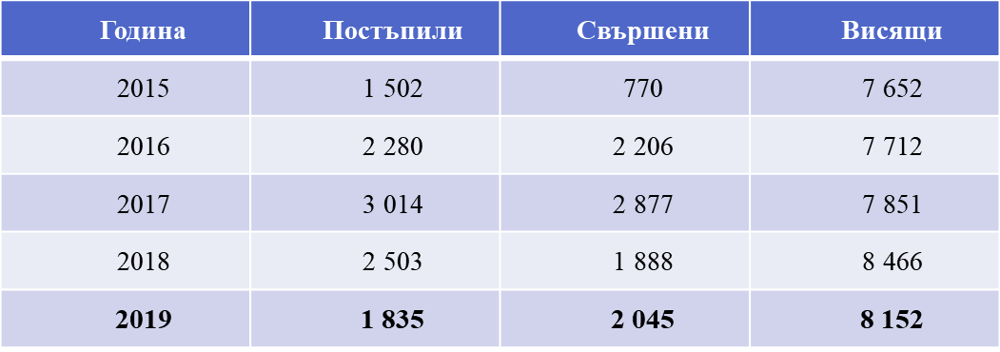 Година Постъпили Свършени Висящи
2015 1 502 770 7 652
2016 2 280 2 206 7 712
2017 3 014 2 877 7 851
2018 2 503 1 888 8 466
2019 1 835 2 045 8 152